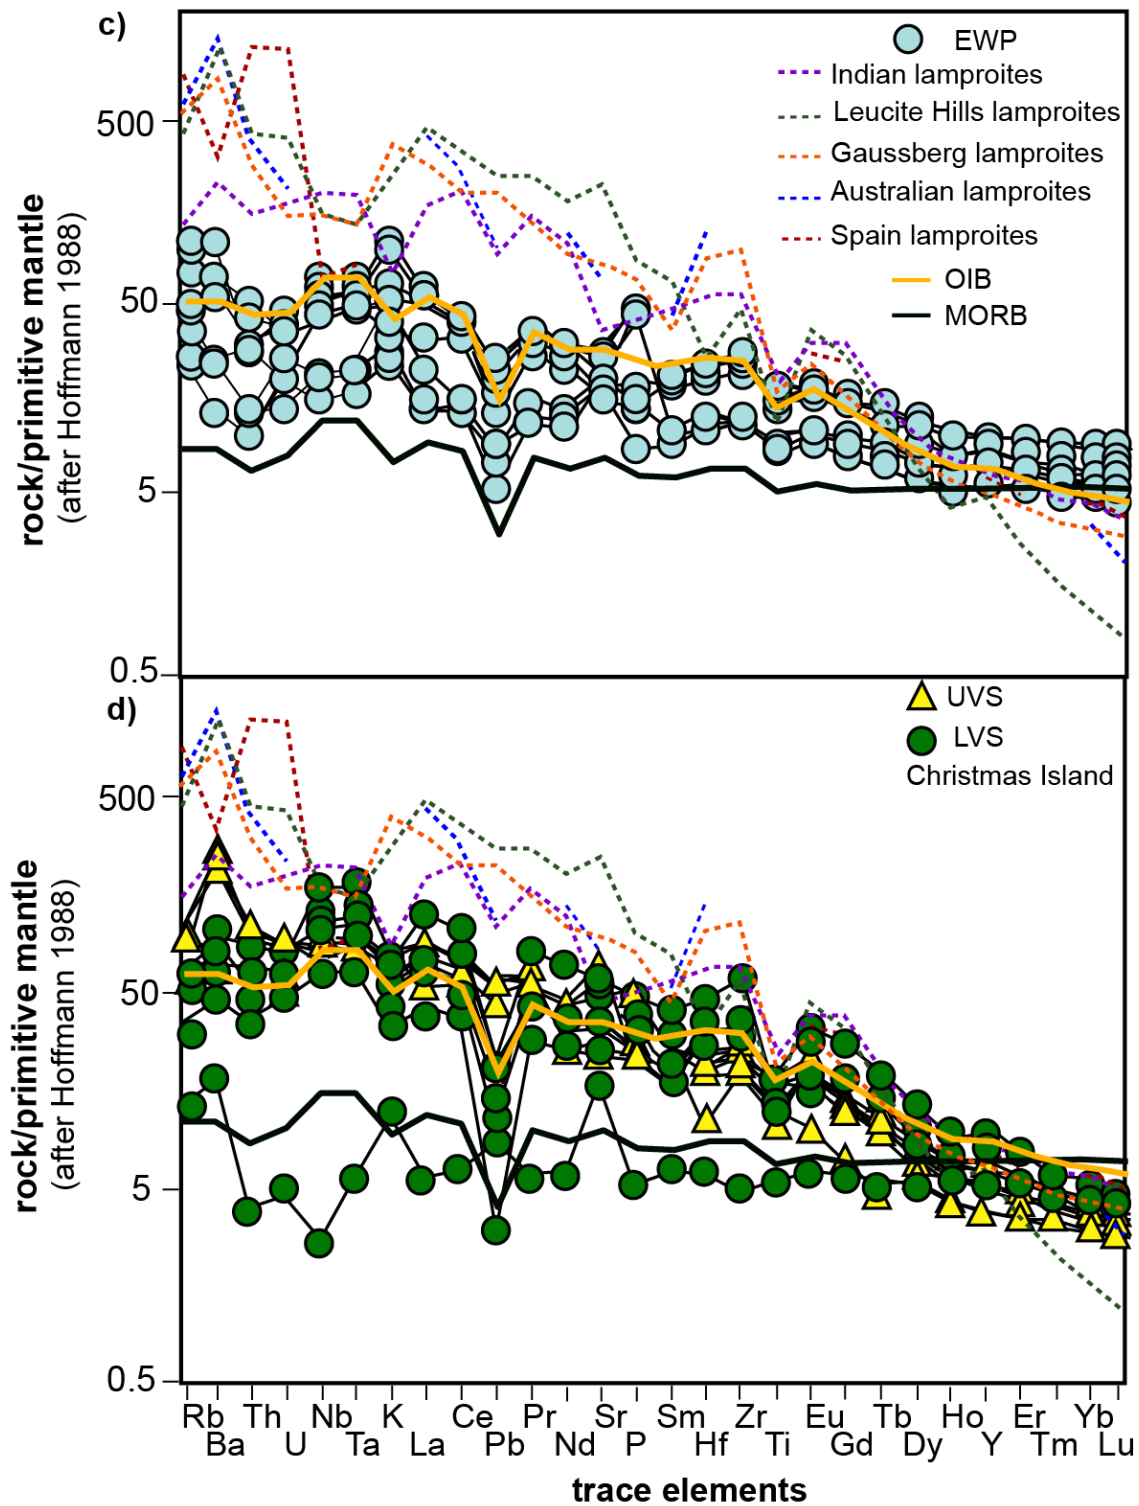 c)
EWP
Indian lamproites
Leucite Hills lamproites
Gaussberg lamproites
Australian lamproites
Spain lamproites
OIB
MORB
500
50
5
0.5
rock/primitive mantle
(after Hoffmann 1988)
d)
UVS
LVS
Christmas Island
500
50
5
0.5
rock/primitive mantle
(after Hoffmann 1988)
Rb Th Nb K Ce Pr Sr Sm Zr Eu Tb Ho Er Yb
Ba U Ta La Pb Nd P Hf Ti Gd Dy Y Tm Lu
trace elements